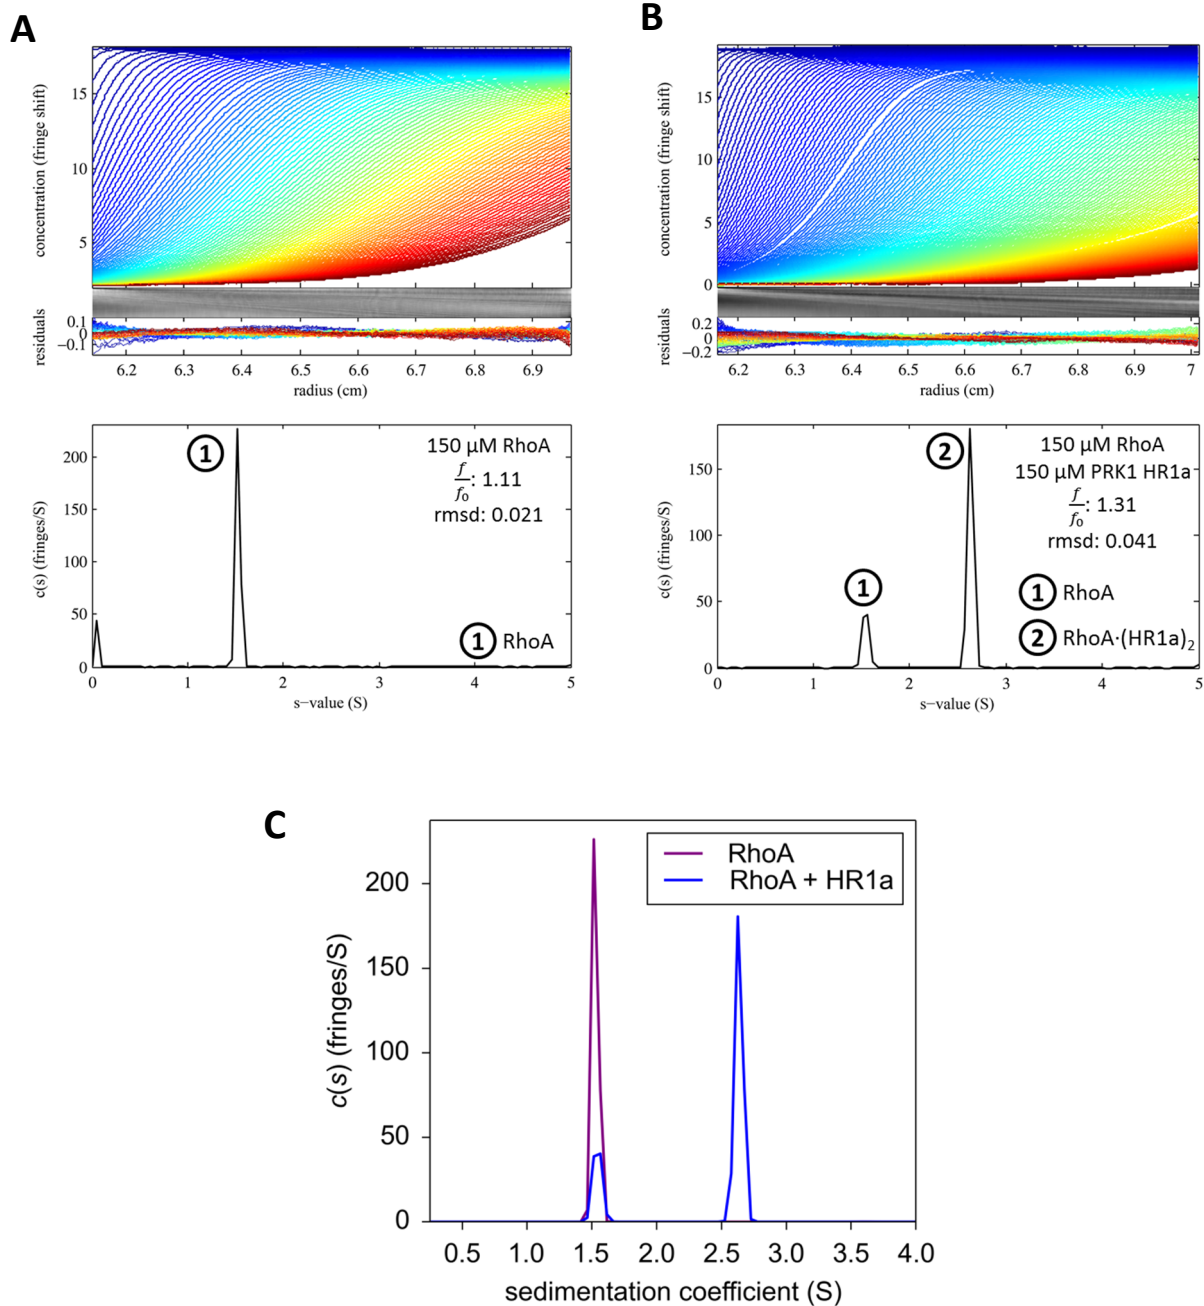 A
concentration (fringe shift)
15
10
5
residuals
0.1
0
−0.1
6.2 6.3 6.4 6.5 6.6 6.7 6.8 6.9
radius (cm)
c(s) (fringes/S)
200
150
100
50
0
0 1 2 3 4 5
s−value (S)
1
150 µM RhoA
f/f₀: 1.11
rmsd: 0.021
1 RhoA
B
concentration (fringe shift)
15
10
5
0
residuals
0.2
0
−0.2
6.2 6.3 6.4 6.5 6.6 6.7 6.8 6.9 7
radius (cm)
c(s) (fringes/S)
150
100
50
0
0 1 2 3 4 5
s−value (S)
2
1
150 µM RhoA
150 µM PRK1 HR1a
f/f₀: 1.31
rmsd: 0.041
1 RhoA
2 RhoA·(HR1a)₂
C
c(s) (fringes/S)
200
150
100
50
0
0.5 1.0 1.5 2.0 2.5 3.0 3.5 4.0
sedimentation coefficient (S)
RhoA
RhoA + HR1a